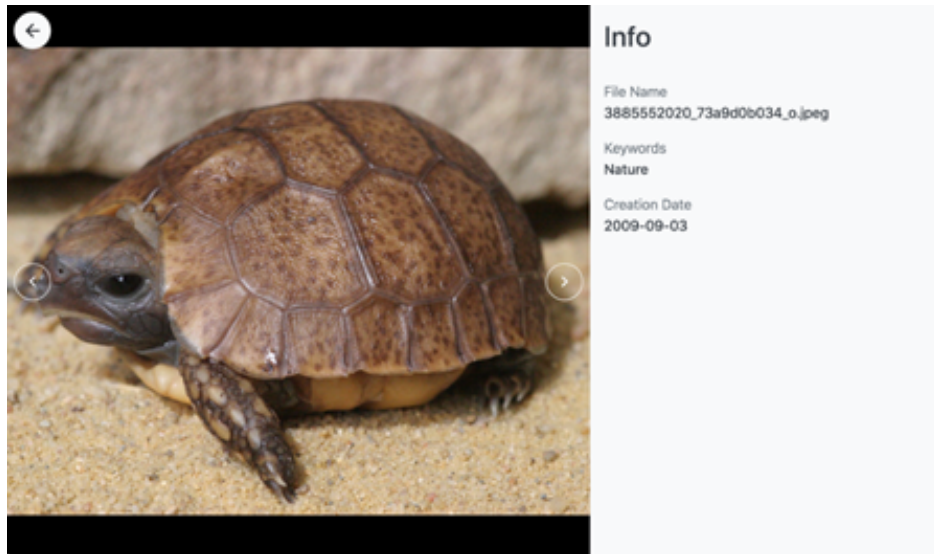 Info
File Name
3885552020_73a9d0b034_o.jpeg
Keywords
Nature
Creation Date
2009-09-03